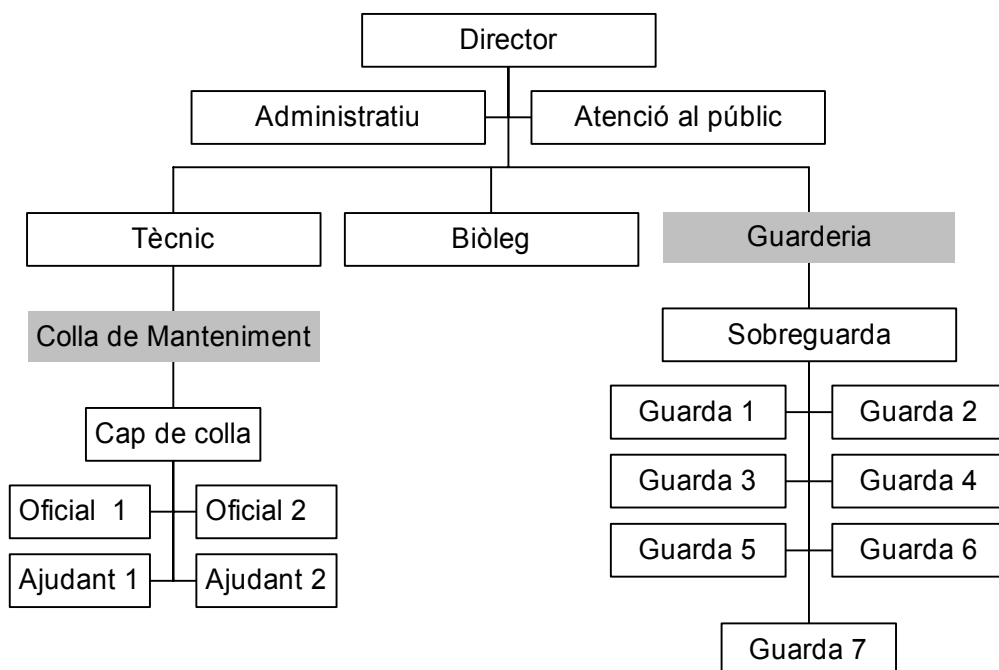 Director
Administratiu
Atenció al públic
Tècnic
Biòleg
Guarderia
Colla de Manteniment
Sobreguarda
Cap de colla
Guarda 1
Guarda 2
Guarda 3
Guarda 4
Oficial 1
Oficial 2
Guarda 5
Guarda 6
Ajudant 1
Ajudant 2
Guarda 7